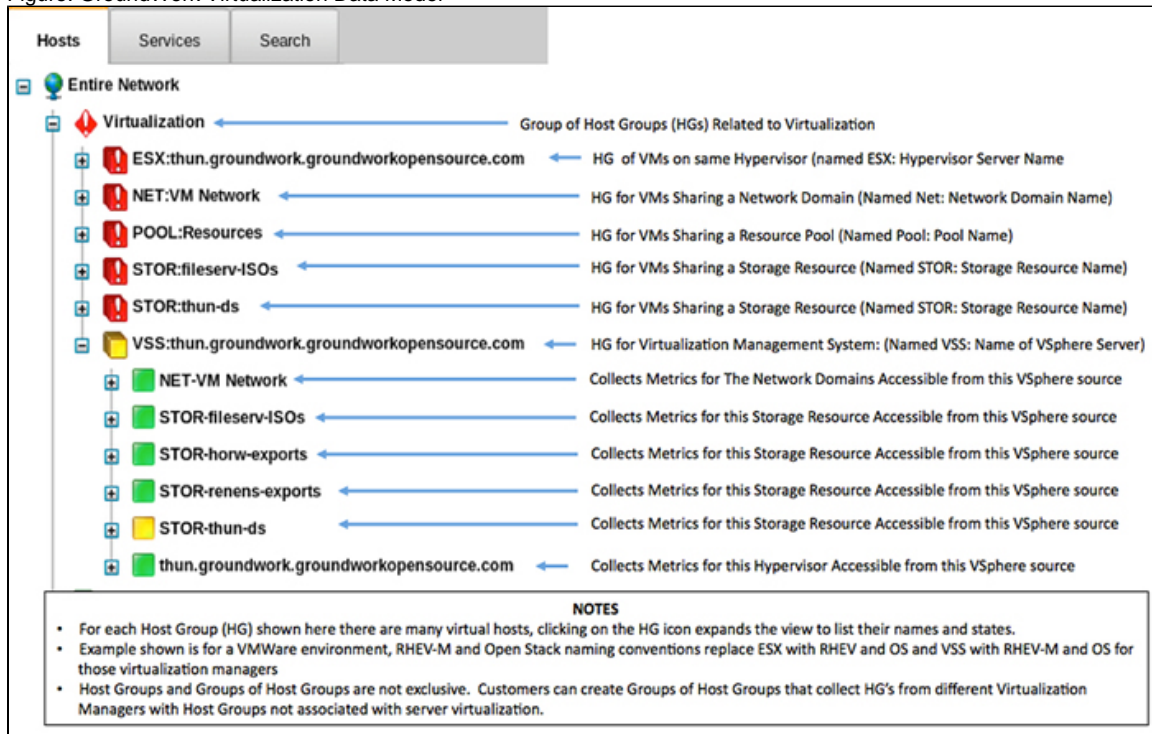 Figure: GroundWork Virtualization Data Model
Hosts Services Search
Entire Network
Virtualization Group of Host Groups (HGs) Related to Virtualization
ESX:thun.groundwork.groundworkopensource.com HG of VMs on same Hypervisor (named ESX: Hypervisor Server Name
NET:VM Network HG for VMs Sharing a Network Domain (Named Net: Network Domain Name)
POOL:Resources HG for VMs Sharing a Resource Pool (Named Pool: Pool Name)
STOR:fileserv-ISOs HG for VMs Sharing a Storage Resource (Named STOR: Storage Resource Name)
STOR:thun-ds HG for VMs Sharing a Storage Resource (Named STOR: Storage Resource Name)
VSS:thun.groundwork.groundworkopensource.com HG for Virtualization Management System: (Named VSS: Name of VSphere Server)
NET-VM Network Collects Metrics for The Network Domains Accessible from this VSphere source
STOR-fileserv-ISOs Collects Metrics for this Storage Resource Accessible from this VSphere source
STOR-horw-exports Collects Metrics for this Storage Resource Accessible from this VSphere source
STOR-renens-exports Collects Metrics for this Storage Resource Accessible from this VSphere source
STOR-thun-ds Collects Metrics for this Storage Resource Accessible from this VSphere source
thun.groundwork.groundworkopensource.com Collects Metrics for this Hypervisor Accessible from this VSphere source
NOTES
• For each Host Group (HG) shown here there are many virtual hosts, clicking on the HG icon expands the view to list their names and states.
• Example shown is for a VMWare environment, RHEV-M and Open Stack naming conventions replace ESX with RHEV and OS and VSS with RHEV-M and OS for
those virtualization managers
• Host Groups and Groups of Host Groups are not exclusive. Customers can create Groups of Host Groups that collect HG's from different Virtualization
Managers with Host Groups not associated with server virtualization.